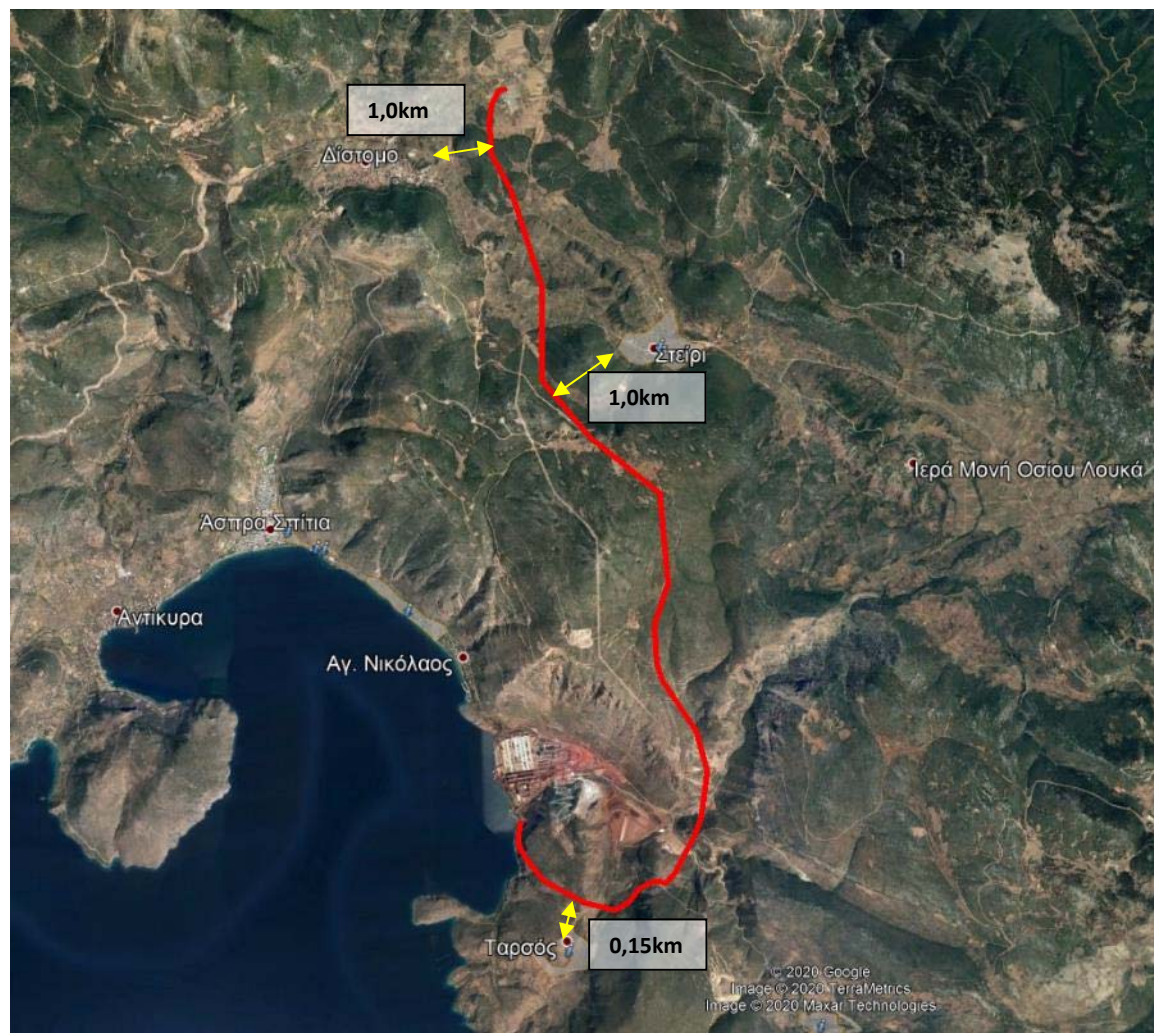 1,0km
Δίστομο
Στείρι
1,0km
Ιερά Μονή Οσίου Λουκά
Άσπρα Σπίτια
Αντίκυρα
Αγ. Νικόλαος
Ταρσός
0,15km
© 2020 Google
Image © 2020 TerraMetrics
Image © 2020 Maxar Technologies